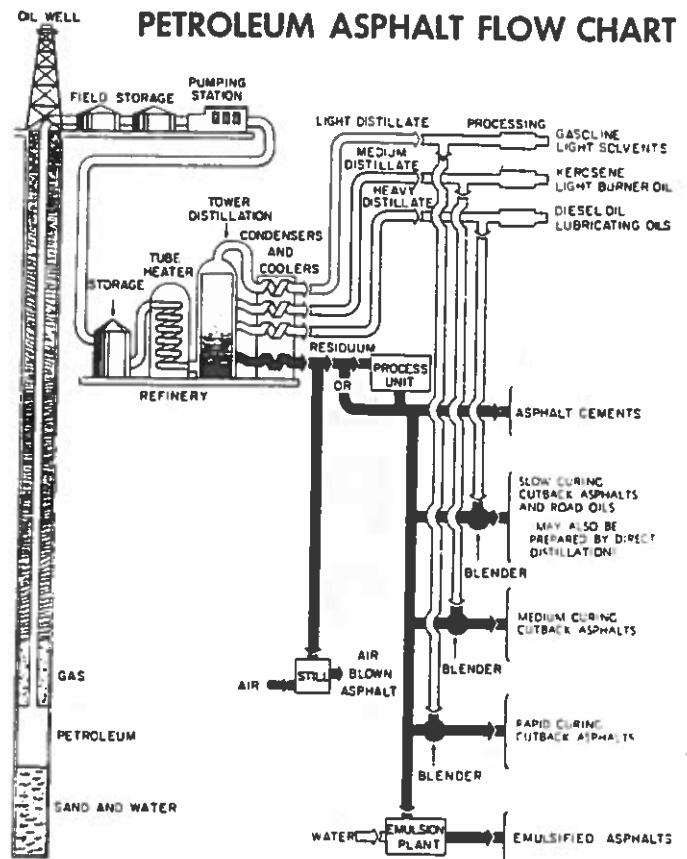 OIL WELL
PETROLEUM ASPHALT FLOW CHART
FIELD STORAGE
PUMPING
STATION
LIGHT DISTILLATE
PROCESSING
GASOLINE
LIGHT SOLVENTS
MEDIUM
DISTILLATE
KEROSENE
LIGHT BURNER OIL
HEAVY
DISTILLATE
DIESEL OIL
LUBRICATING OILS
TOWER
DISTILLATION
CONDENSERS
AND
COOLERS
TUBE
HEATER
STORAGE
REFINERY
RESIDUUM
OR
PROCESS
UNIT
ASPHALT CEMENTS
SLOW CURING
CUTBACK ASPHALTS
AND ROAD OILS
MAY ALSO BE
PREPARED BY DIRECT
DISTILLATION)
BLENDER
MEDIUM CURING
CUTBACK ASPHALTS
BLENDER
GAS
AIR
STILL
AIR
BLOWN
ASPHALT
PETROLEUM
RAPID CURING
CUTBACK ASPHALTS
BLENDER
SAND AND WATER
WATER
EMULSION
PLANT
EMULSIFIED ASPHALTS